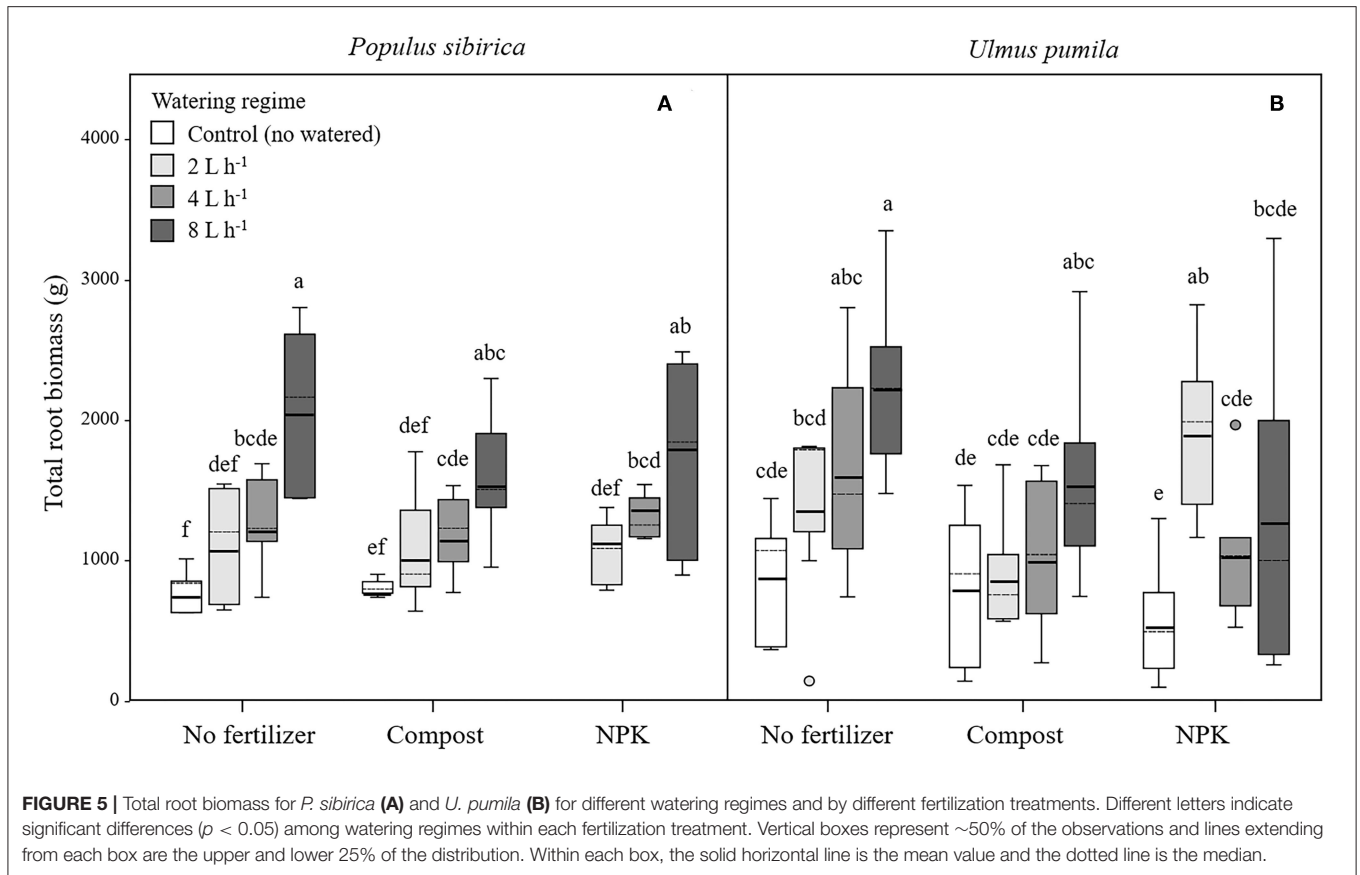 Populus sibirica
Ulmus pumila
Watering regime
A
B
Control (no watered)
2 L h-1
4 L h-1
8 L h-1
Total root biomass (g)
4000
3000
2000
1000
0
f
def
bcde
a
ef
def
cde
abc
def
bcd
ab
cde
bcd
abc
a
de
cde
cde
abc
e
ab
cde
bcde
No fertilizer
Compost
NPK
No fertilizer
Compost
NPK
FIGURE 5 | Total root biomass for P. sibirica (A) and U. pumila (B) for different watering regimes and by different fertilization treatments. Different letters indicate
significant differences (p < 0.05) among watering regimes within each fertilization treatment. Vertical boxes represent ∼50% of the observations and lines extending
from each box are the upper and lower 25% of the distribution. Within each box, the solid horizontal line is the mean value and the dotted line is the median.